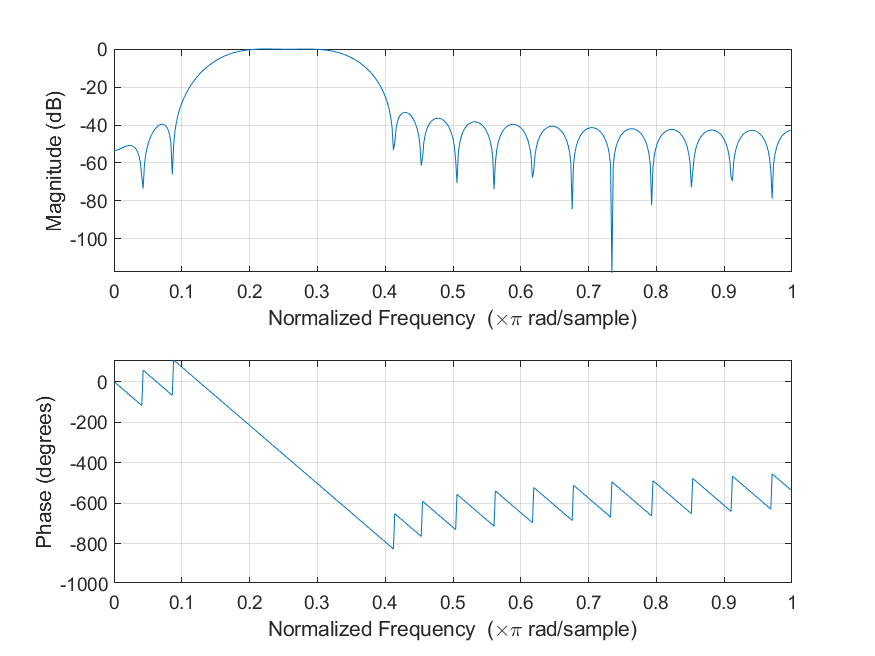 0
-20
-40
-60
-80
-100
Magnitude (dB)
0 0.1 0.2 0.3 0.4 0.5 0.6 0.7 0.8 0.9 1
Normalized Frequency (×π rad/sample)
0
-200
-400
-600
-800
-1000
Phase (degrees)
0 0.1 0.2 0.3 0.4 0.5 0.6 0.7 0.8 0.9 1
Normalized Frequency (×π rad/sample)